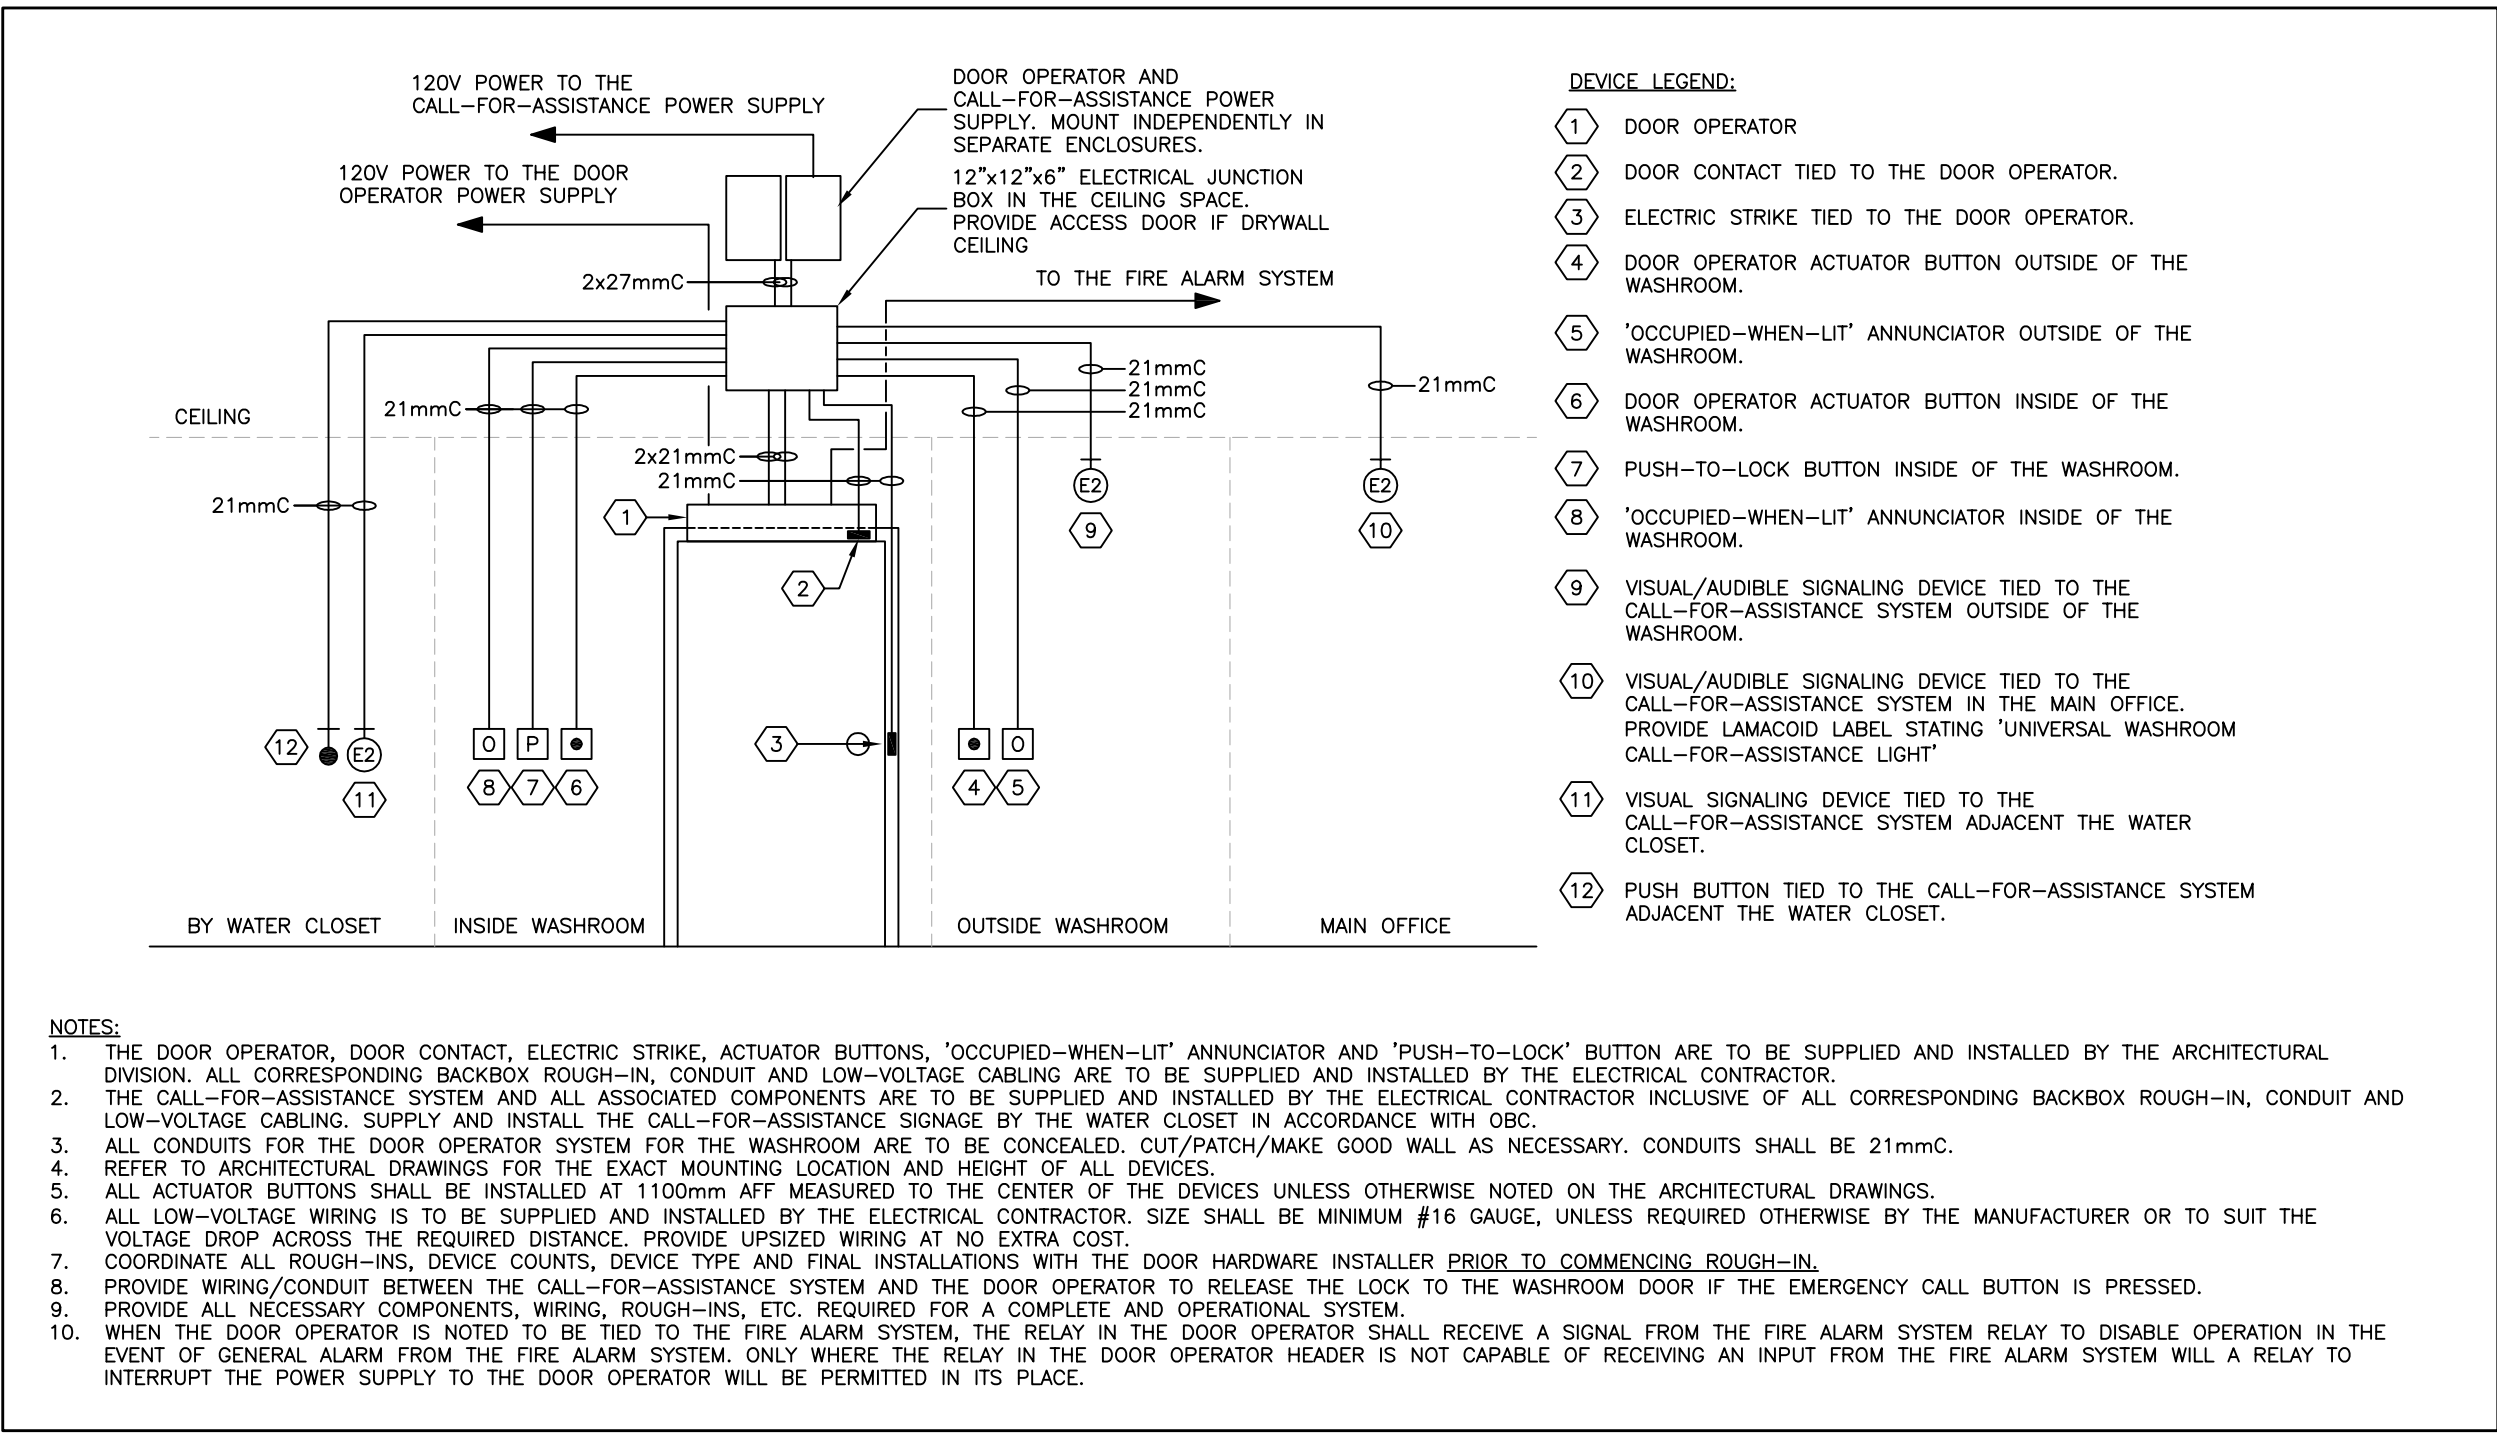 120V POWER TO THE
CALL-FOR-ASSISTANCE POWER SUPPLY
120V POWER TO THE DOOR
OPERATOR POWER SUPPLY
DOOR OPERATOR AND
CALL-FOR-ASSISTANCE POWER
SUPPLY. MOUNT INDEPENDENTLY IN
SEPARATE ENCLOSURES.
12"x12"x6" ELECTRICAL JUNCTION
BOX IN THE CEILING SPACE.
PROVIDE ACCESS DOOR IF DRYWALL
CEILING
TO THE FIRE ALARM SYSTEM
2x27mmC
21mmC
21mmC
21mmC
21mmC
21mmC
CEILING
2x21mmC
21mmC
21mmC
1
2
3
E2
9
E2
10
12
E2
11
O
P
8
7
6
O
4
5
BY WATER CLOSET
INSIDE WASHROOM
OUTSIDE WASHROOM
MAIN OFFICE
DEVICE LEGEND:
1 DOOR OPERATOR
2 DOOR CONTACT TIED TO THE DOOR OPERATOR.
3 ELECTRIC STRIKE TIED TO THE DOOR OPERATOR.
4 DOOR OPERATOR ACTUATOR BUTTON OUTSIDE OF THE
WASHROOM.
5 'OCCUPIED-WHEN-LIT' ANNUNCIATOR OUTSIDE OF THE
WASHROOM.
6 DOOR OPERATOR ACTUATOR BUTTON INSIDE OF THE
WASHROOM.
7 PUSH-TO-LOCK BUTTON INSIDE OF THE WASHROOM.
8 'OCCUPIED-WHEN-LIT' ANNUNCIATOR INSIDE OF THE
WASHROOM.
9 VISUAL/AUDIBLE SIGNALING DEVICE TIED TO THE
CALL-FOR-ASSISTANCE SYSTEM OUTSIDE OF THE
WASHROOM.
10 VISUAL/AUDIBLE SIGNALING DEVICE TIED TO THE
CALL-FOR-ASSISTANCE SYSTEM IN THE MAIN OFFICE.
PROVIDE LAMACOID LABEL STATING 'UNIVERSAL WASHROOM
CALL-FOR-ASSISTANCE LIGHT'
11 VISUAL SIGNALING DEVICE TIED TO THE
CALL-FOR-ASSISTANCE SYSTEM ADJACENT THE WATER
CLOSET.
12 PUSH BUTTON TIED TO THE CALL-FOR-ASSISTANCE SYSTEM
ADJACENT THE WATER CLOSET.
NOTES:
1. THE DOOR OPERATOR, DOOR CONTACT, ELECTRIC STRIKE, ACTUATOR BUTTONS, 'OCCUPIED-WHEN-LIT' ANNUNCIATOR AND 'PUSH-TO-LOCK' BUTTON ARE TO BE SUPPLIED AND INSTALLED BY THE ARCHITECTURAL
DIVISION. ALL CORRESPONDING BACKBOX ROUGH-IN, CONDUIT AND LOW-VOLTAGE CABLING ARE TO BE SUPPLIED AND INSTALLED BY THE ELECTRICAL CONTRACTOR.
2. THE CALL-FOR-ASSISTANCE SYSTEM AND ALL ASSOCIATED COMPONENTS ARE TO BE SUPPLIED AND INSTALLED BY THE ELECTRICAL CONTRACTOR INCLUSIVE OF ALL CORRESPONDING BACKBOX ROUGH-IN, CONDUIT AND
LOW-VOLTAGE CABLING. SUPPLY AND INSTALL THE CALL-FOR-ASSISTANCE SIGNAGE BY THE WATER CLOSET IN ACCORDANCE WITH OBC.
3. ALL CONDUITS FOR THE DOOR OPERATOR SYSTEM FOR THE WASHROOM ARE TO BE CONCEALED. CUT/PATCH/MAKE GOOD WALL AS NECESSARY. CONDUITS SHALL BE 21mmC.
4. REFER TO ARCHITECTURAL DRAWINGS FOR THE EXACT MOUNTING LOCATION AND HEIGHT OF ALL DEVICES.
5. ALL ACTUATOR BUTTONS SHALL BE INSTALLED AT 1100mm AFF MEASURED TO THE CENTER OF THE DEVICES UNLESS OTHERWISE NOTED ON THE ARCHITECTURAL DRAWINGS.
6. ALL LOW-VOLTAGE WIRING IS TO BE SUPPLIED AND INSTALLED BY THE ELECTRICAL CONTRACTOR. SIZE SHALL BE MINIMUM #16 GAUGE, UNLESS REQUIRED OTHERWISE BY THE MANUFACTURER OR TO SUIT THE
VOLTAGE DROP ACROSS THE REQUIRED DISTANCE. PROVIDE UPSIZED WIRING AT NO EXTRA COST.
7. COORDINATE ALL ROUGH-INS, DEVICE COUNTS, DEVICE TYPE AND FINAL INSTALLATIONS WITH THE DOOR HARDWARE INSTALLER PRIOR TO COMMENCING ROUGH-IN.
8. PROVIDE WIRING/CONDUIT BETWEEN THE CALL-FOR-ASSISTANCE SYSTEM AND THE DOOR OPERATOR TO RELEASE THE LOCK TO THE WASHROOM DOOR IF THE EMERGENCY CALL BUTTON IS PRESSED.
9. PROVIDE ALL NECESSARY COMPONENTS, WIRING, ROUGH-INS, ETC. REQUIRED FOR A COMPLETE AND OPERATIONAL SYSTEM.
10. WHEN THE DOOR OPERATOR IS NOTED TO BE TIED TO THE FIRE ALARM SYSTEM, THE RELAY IN THE DOOR OPERATOR SHALL RECEIVE A SIGNAL FROM THE FIRE ALARM SYSTEM RELAY TO DISABLE OPERATION IN THE
EVENT OF GENERAL ALARM FROM THE FIRE ALARM SYSTEM. ONLY WHERE THE RELAY IN THE DOOR OPERATOR HEADER IS NOT CAPABLE OF RECEIVING AN INPUT FROM THE FIRE ALARM SYSTEM WILL A RELAY TO
INTERRUPT THE POWER SUPPLY TO THE DOOR OPERATOR WILL BE PERMITTED IN ITS PLACE.